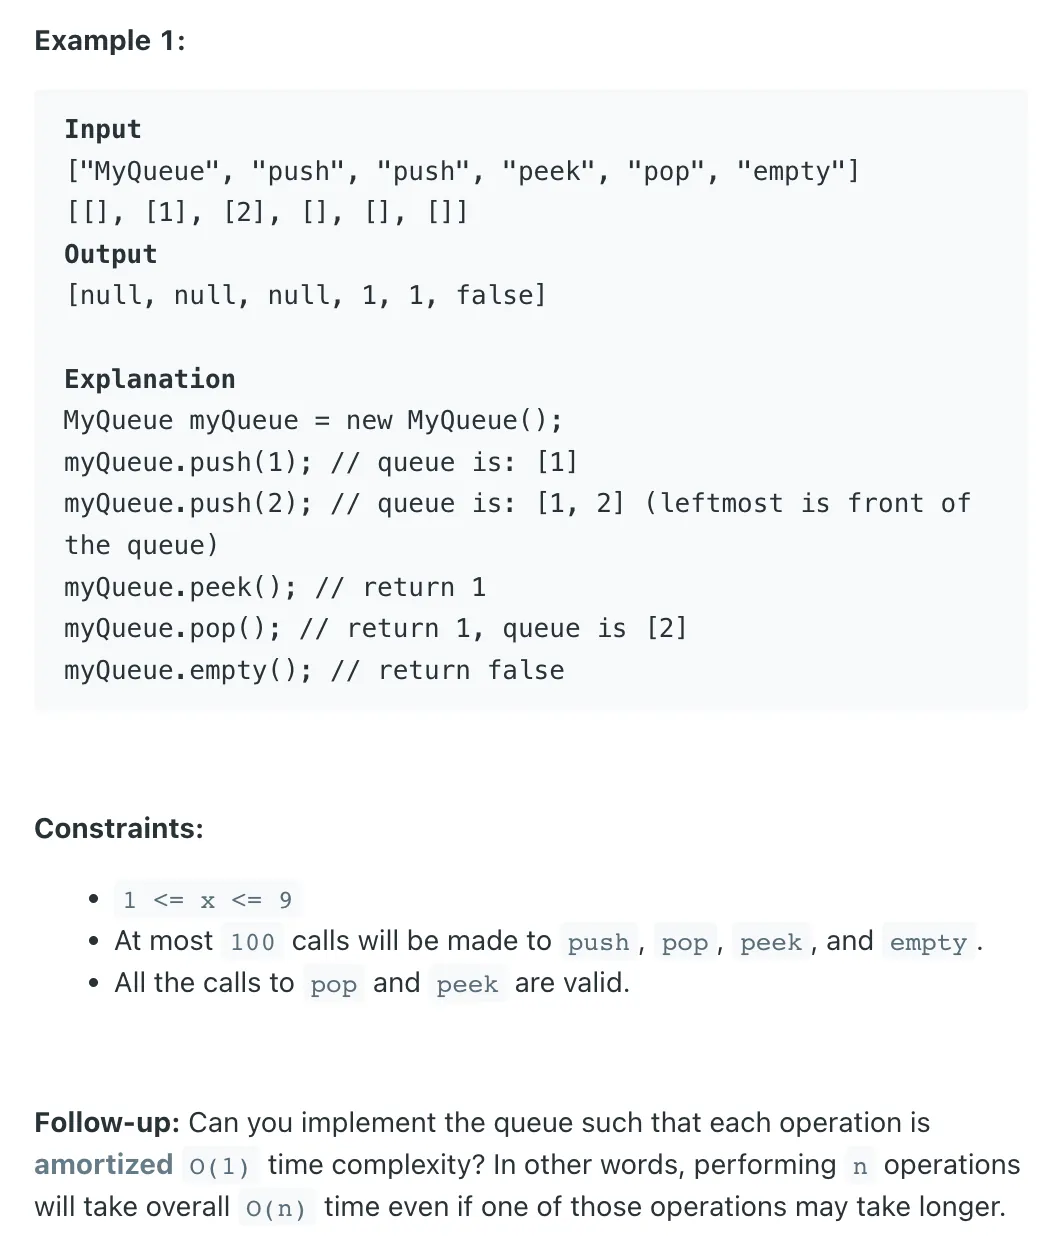 Example 1:
Input
["MyQueue", "push", "push", "peek", "pop", "empty"]
[[], [1], [2], [], [], []]
Output
[null, null, null, 1, 1, false]
Explanation
MyQueue myQueue = new MyQueue();
myQueue.push(1); // queue is: [1]
myQueue.push(2); // queue is: [1, 2] (leftmost is front of
the queue)
myQueue.peek(); // return 1
myQueue.pop(); // return 1, queue is [2]
myQueue.empty(); // return false
Constraints:
• 1 <= x <= 9
• At most 100 calls will be made to push, pop, peek, and empty.
• All the calls to pop and peek are valid.
Follow-up: Can you implement the queue such that each operation is
amortized O(1) time complexity? In other words, performing n operations
will take overall O(n) time even if one of those operations may take longer.